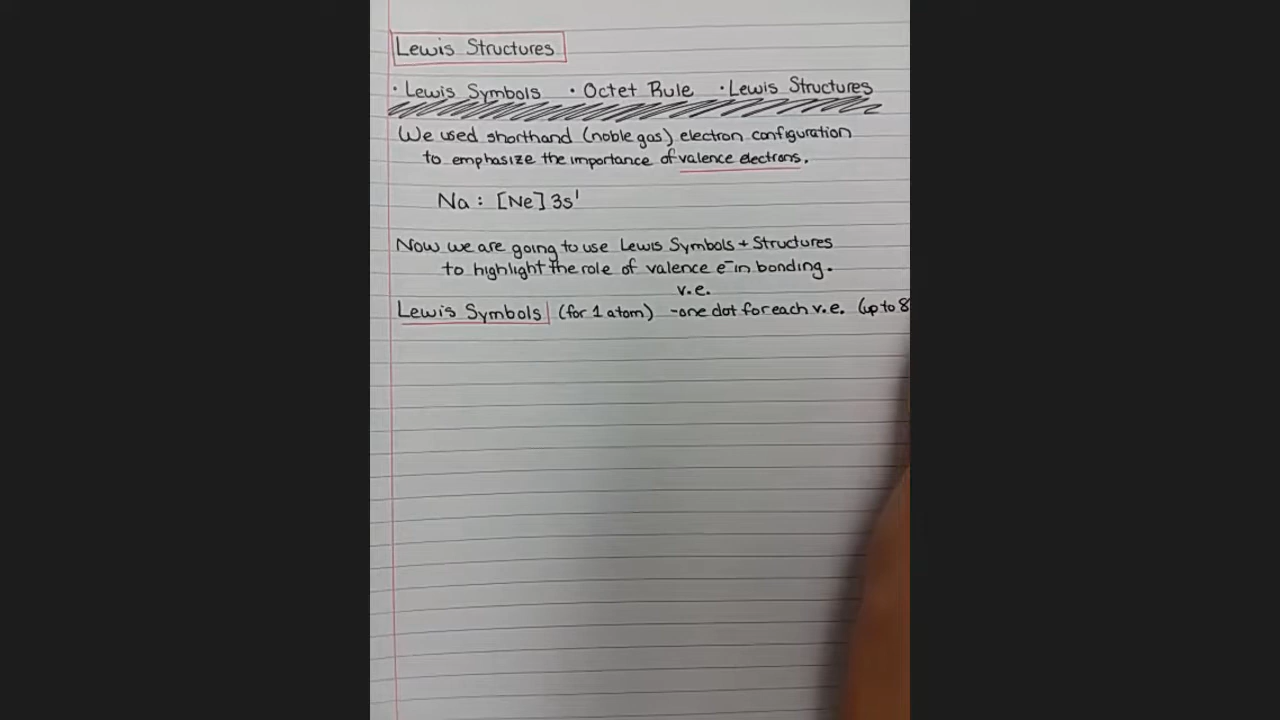 Lewis Structures
· Lewis Symbols · Octet Rule · Lewis Structures
We used shorthand (noble gas) electron configuration
to emphasize the importance of valence electrons.
Na : [Ne] 3s¹
Now we are going to use Lewis Symbols + Structures
to highlight the role of valence e⁻ in bonding.
v.e.
Lewis Symbols (for 1 atom) -one dot for each v.e. (up to 8